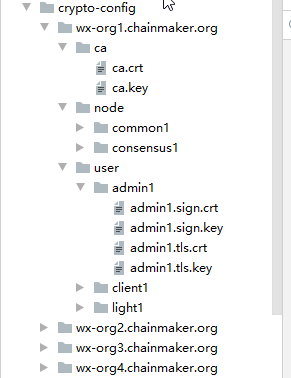 crypto-config
wx-org1.chainmaker.org
ca
ca.crt
ca.key
node
common1
consensus1
user
admin1
admin1.sign.crt
admin1.sign.key
admin1.tls.crt
admin1.tls.key
client1
light1
wx-org2.chainmaker.org
wx-org3.chainmaker.org
wx-org4.chainmaker.org